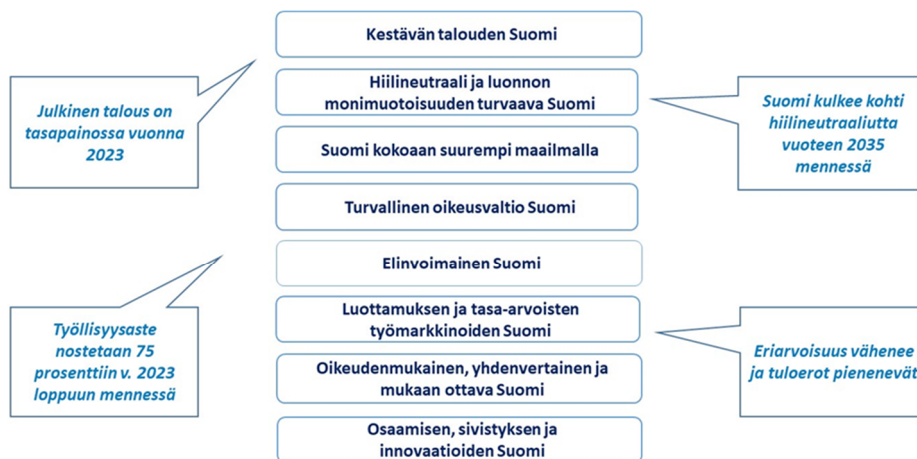 Kestävän talouden Suomi
Hiilineutraali ja luonnon
monimuotoisuuden turvaava Suomi
Julkinen talous on
tasapainossa vuonna
2023
Suomi kulkee kohti
hiilineutraaliutta
vuoteen 2035
mennessä
Suomi kokoaan suurempi maailmalla
Turvallinen oikeusvaltio Suomi
Elinvoimainen Suomi
Luottamuksen ja tasa-arvoisten
työmarkkinoiden Suomi
Työllisyysaste
nostetaan 75
prosenttiin v. 2023
loppuun mennessä
Eriarvoisuus vähenee
ja tuloerot pienenevät
Oikeudenmukainen, yhdenvertainen ja
mukaan ottava Suomi
Osaamisen, sivistyksen ja
innovaatioiden Suomi